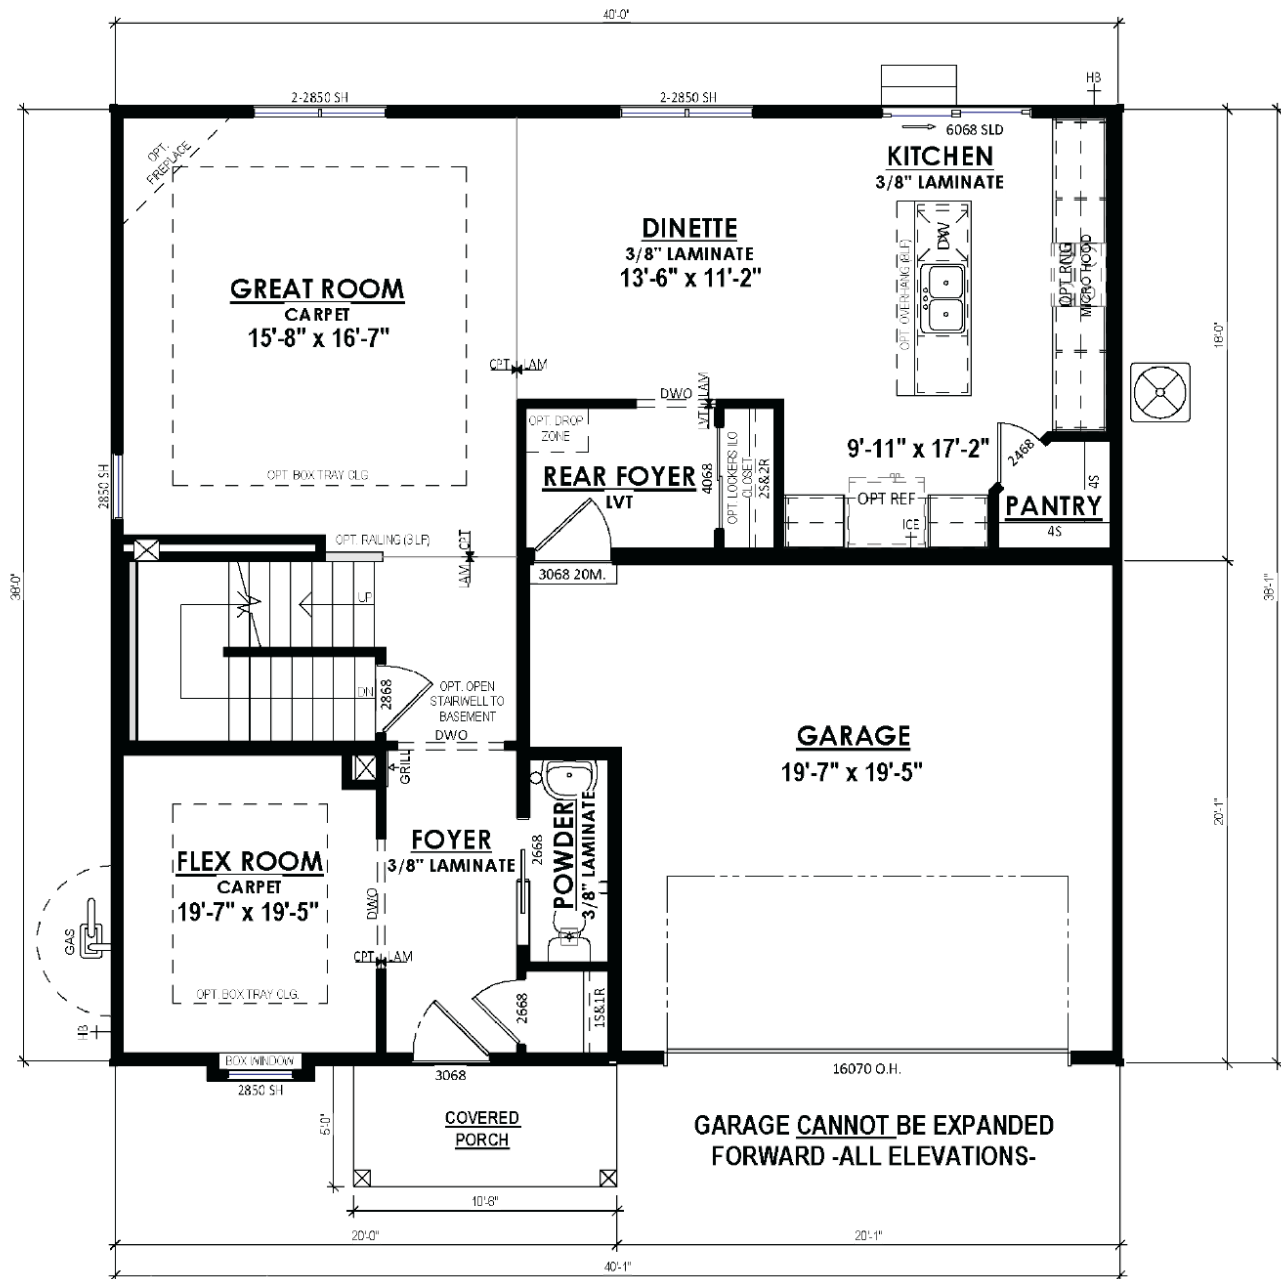 40'-0"
HB
2-2850 SH
2-2850 SH
6068 SLD
OPT.
FIREPLACE
KITCHEN
3/8" LAMINATE
DINETTE
3/8" LAMINATE
13'-6" x 11'-2"
DW
OPT. OVERHANG (8LF)
OPT RNG
MICRO HOOD
GREAT ROOM
CARPET
15'-8" x 16'-7"
18'-0"
CPT LAM
DWO
LAM
LVT
OPT. DROP
ZONE
OPT. LOCKERS ILO
CLOSET
2S&2R
4068
REAR FOYER
LVT
9'-11" x 17'-2"
2468
4S
PANTRY
4S
DP
OPT REF
ICE
OPT. BOX TRAY CLG
2850 SH
OPT. RAILING (3 LF)
CPT
LAM
3068 20M.
38'-0"
38'-1"
UP
DN
2868
OPT. OPEN
STAIRWELL TO
BASEMENT
DWO
GRILL
GARAGE
19'-7" x 19'-5"
20'-1"
FOYER
3/8" LAMINATE
2668
POWDER
3/8" LAMINATE
FLEX ROOM
CARPET
19'-7" x 19'-5"
DWO
GAS
CPT LAM
OPT. BOX TRAY CLG.
2668
1S&1R
HB
BOX WINDOW
2850 SH
3068
16070 O.H.
5'-0"
COVERED
PORCH
GARAGE CANNOT BE EXPANDED
FORWARD -ALL ELEVATIONS-
10'-6"
20'-0"
20'-1"
40'-1"